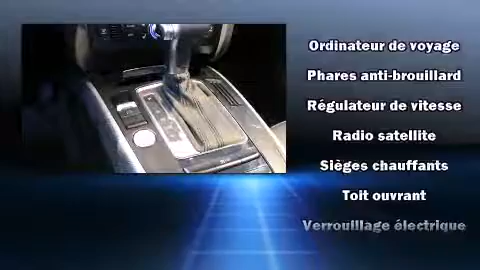 Ordinateur de voyage
Phares anti-brouillard
Régulateur de vitesse
Radio satellite
Sièges chauffants
Toit ouvrant
Verrouillage électrique